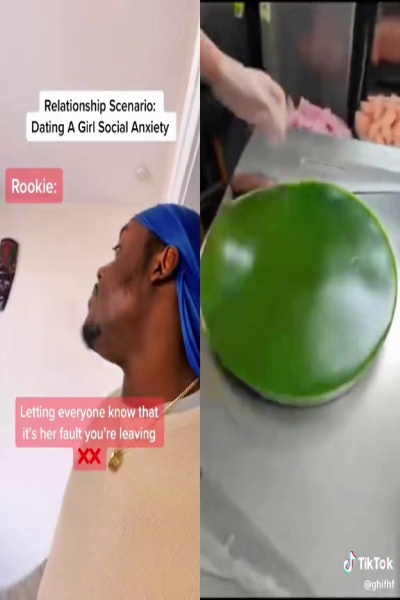 Relationship Scenario:
Dating A Girl Social Anxiety
Rookie:
Letting everyone know that
it's her fault you're leaving
❌❌
TikTok
@ghifhf